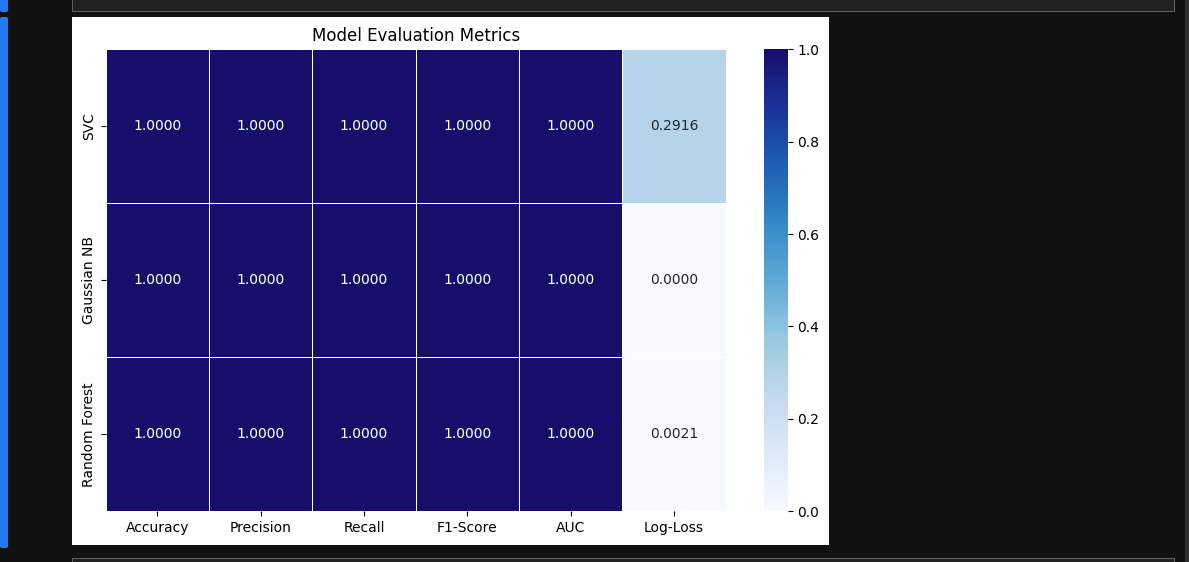 Model Evaluation Metrics
SVC
1.0000 1.0000 1.0000 1.0000 1.0000 0.2916
Gaussian NB
1.0000 1.0000 1.0000 1.0000 1.0000 0.0000
Random Forest
1.0000 1.0000 1.0000 1.0000 1.0000 0.0021
Accuracy Precision Recall F1-Score AUC Log-Loss
1.0
0.8
0.6
0.4
0.2
0.0